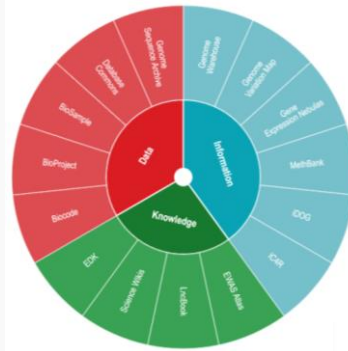 Genome
Warehouse
Genome
Variation Map
Gene
Expression Nebulas
MethBank
iDOG
IC4R
EWAS Atlas
LncBook
Science Wikis
EDK
Biocode
BioProject
BioSample
Database
Commons
Genome
Sequence Archive
Data
Information
Knowledge